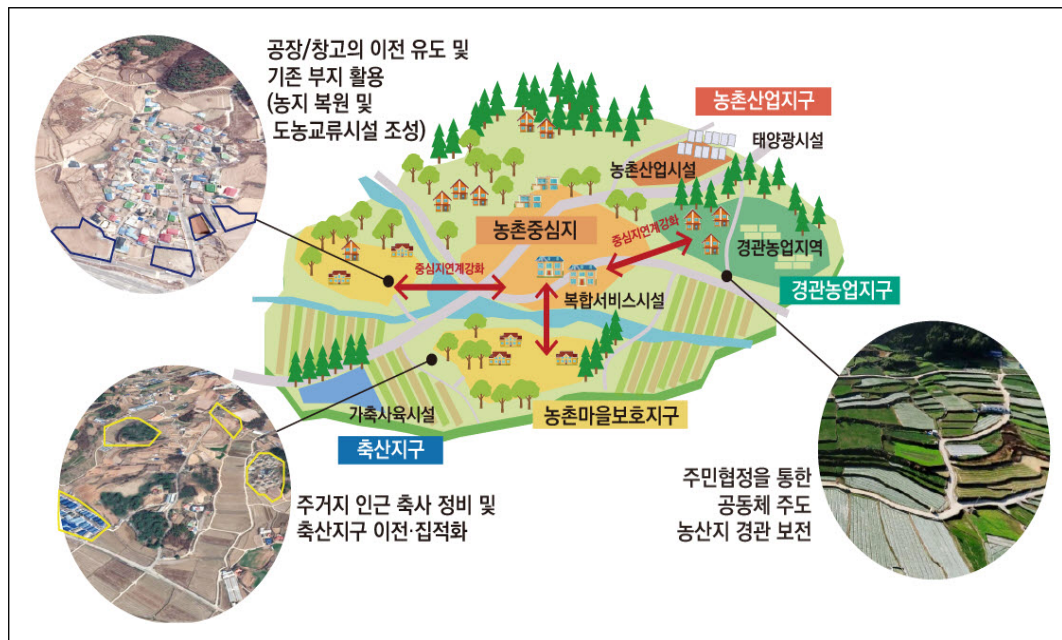 공장/창고의 이전 유도 및
기존 부지 활용
(농지 복원 및
도농교류시설 조성)
농촌산업지구
태양광시설
농촌산업시설
농촌중심지
중심지연계강화
경관농업지역
중심지연계강화
경관농업지구
복합서비스시설
가축사육시설
농촌마을보호지구
축산지구
주거지 인근 축사 정비 및
축산지구 이전·집적화
주민협정을 통한
공동체 주도
농산지 경관 보전